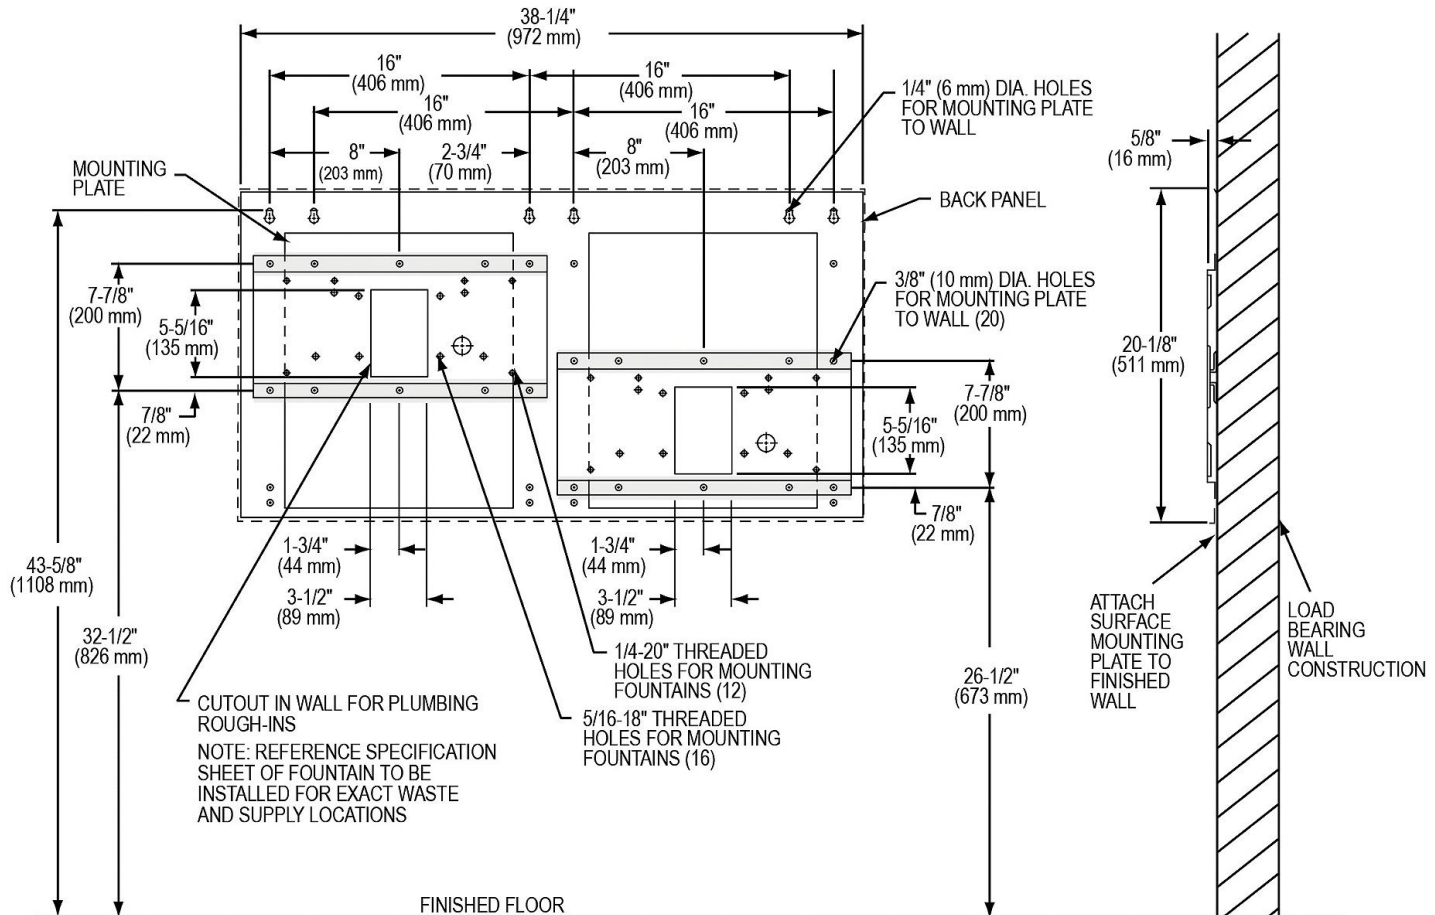 38-1/4"
(972 mm)
16"
(406 mm)
16"
(406 mm)
16"
(406 mm)
16"
(406 mm)
8"
(203 mm)
2-3/4"
(70 mm)
8"
(203 mm)
1/4" (6 mm) DIA. HOLES
FOR MOUNTING PLATE
TO WALL
5/8"
(16 mm)
MOUNTING
PLATE
BACK PANEL
7-7/8"
(200 mm)
5-5/16"
(135 mm)
3/8" (10 mm) DIA. HOLES
FOR MOUNTING PLATE
TO WALL (20)
20-1/8"
(511 mm)
7/8"
(22 mm)
7-7/8"
(200 mm)
5-5/16"
(135 mm)
7/8"
(22 mm)
1-3/4"
(44 mm)
1-3/4"
(44 mm)
3-1/2"
(89 mm)
3-1/2"
(89 mm)
43-5/8"
(1108 mm)
32-1/2"
(826 mm)
26-1/2"
(673 mm)
ATTACH
SURFACE
MOUNTING
PLATE TO
FINISHED
WALL
LOAD
BEARING
WALL
CONSTRUCTION
1/4-20" THREADED
HOLES FOR MOUNTING
FOUNTAINS (12)
5/16-18" THREADED
HOLES FOR MOUNTING
FOUNTAINS (16)
CUTOUT IN WALL FOR PLUMBING
ROUGH-INS
NOTE: REFERENCE SPECIFICATION
SHEET OF FOUNTAIN TO BE
INSTALLED FOR EXACT WASTE
AND SUPPLY LOCATIONS
FINISHED FLOOR